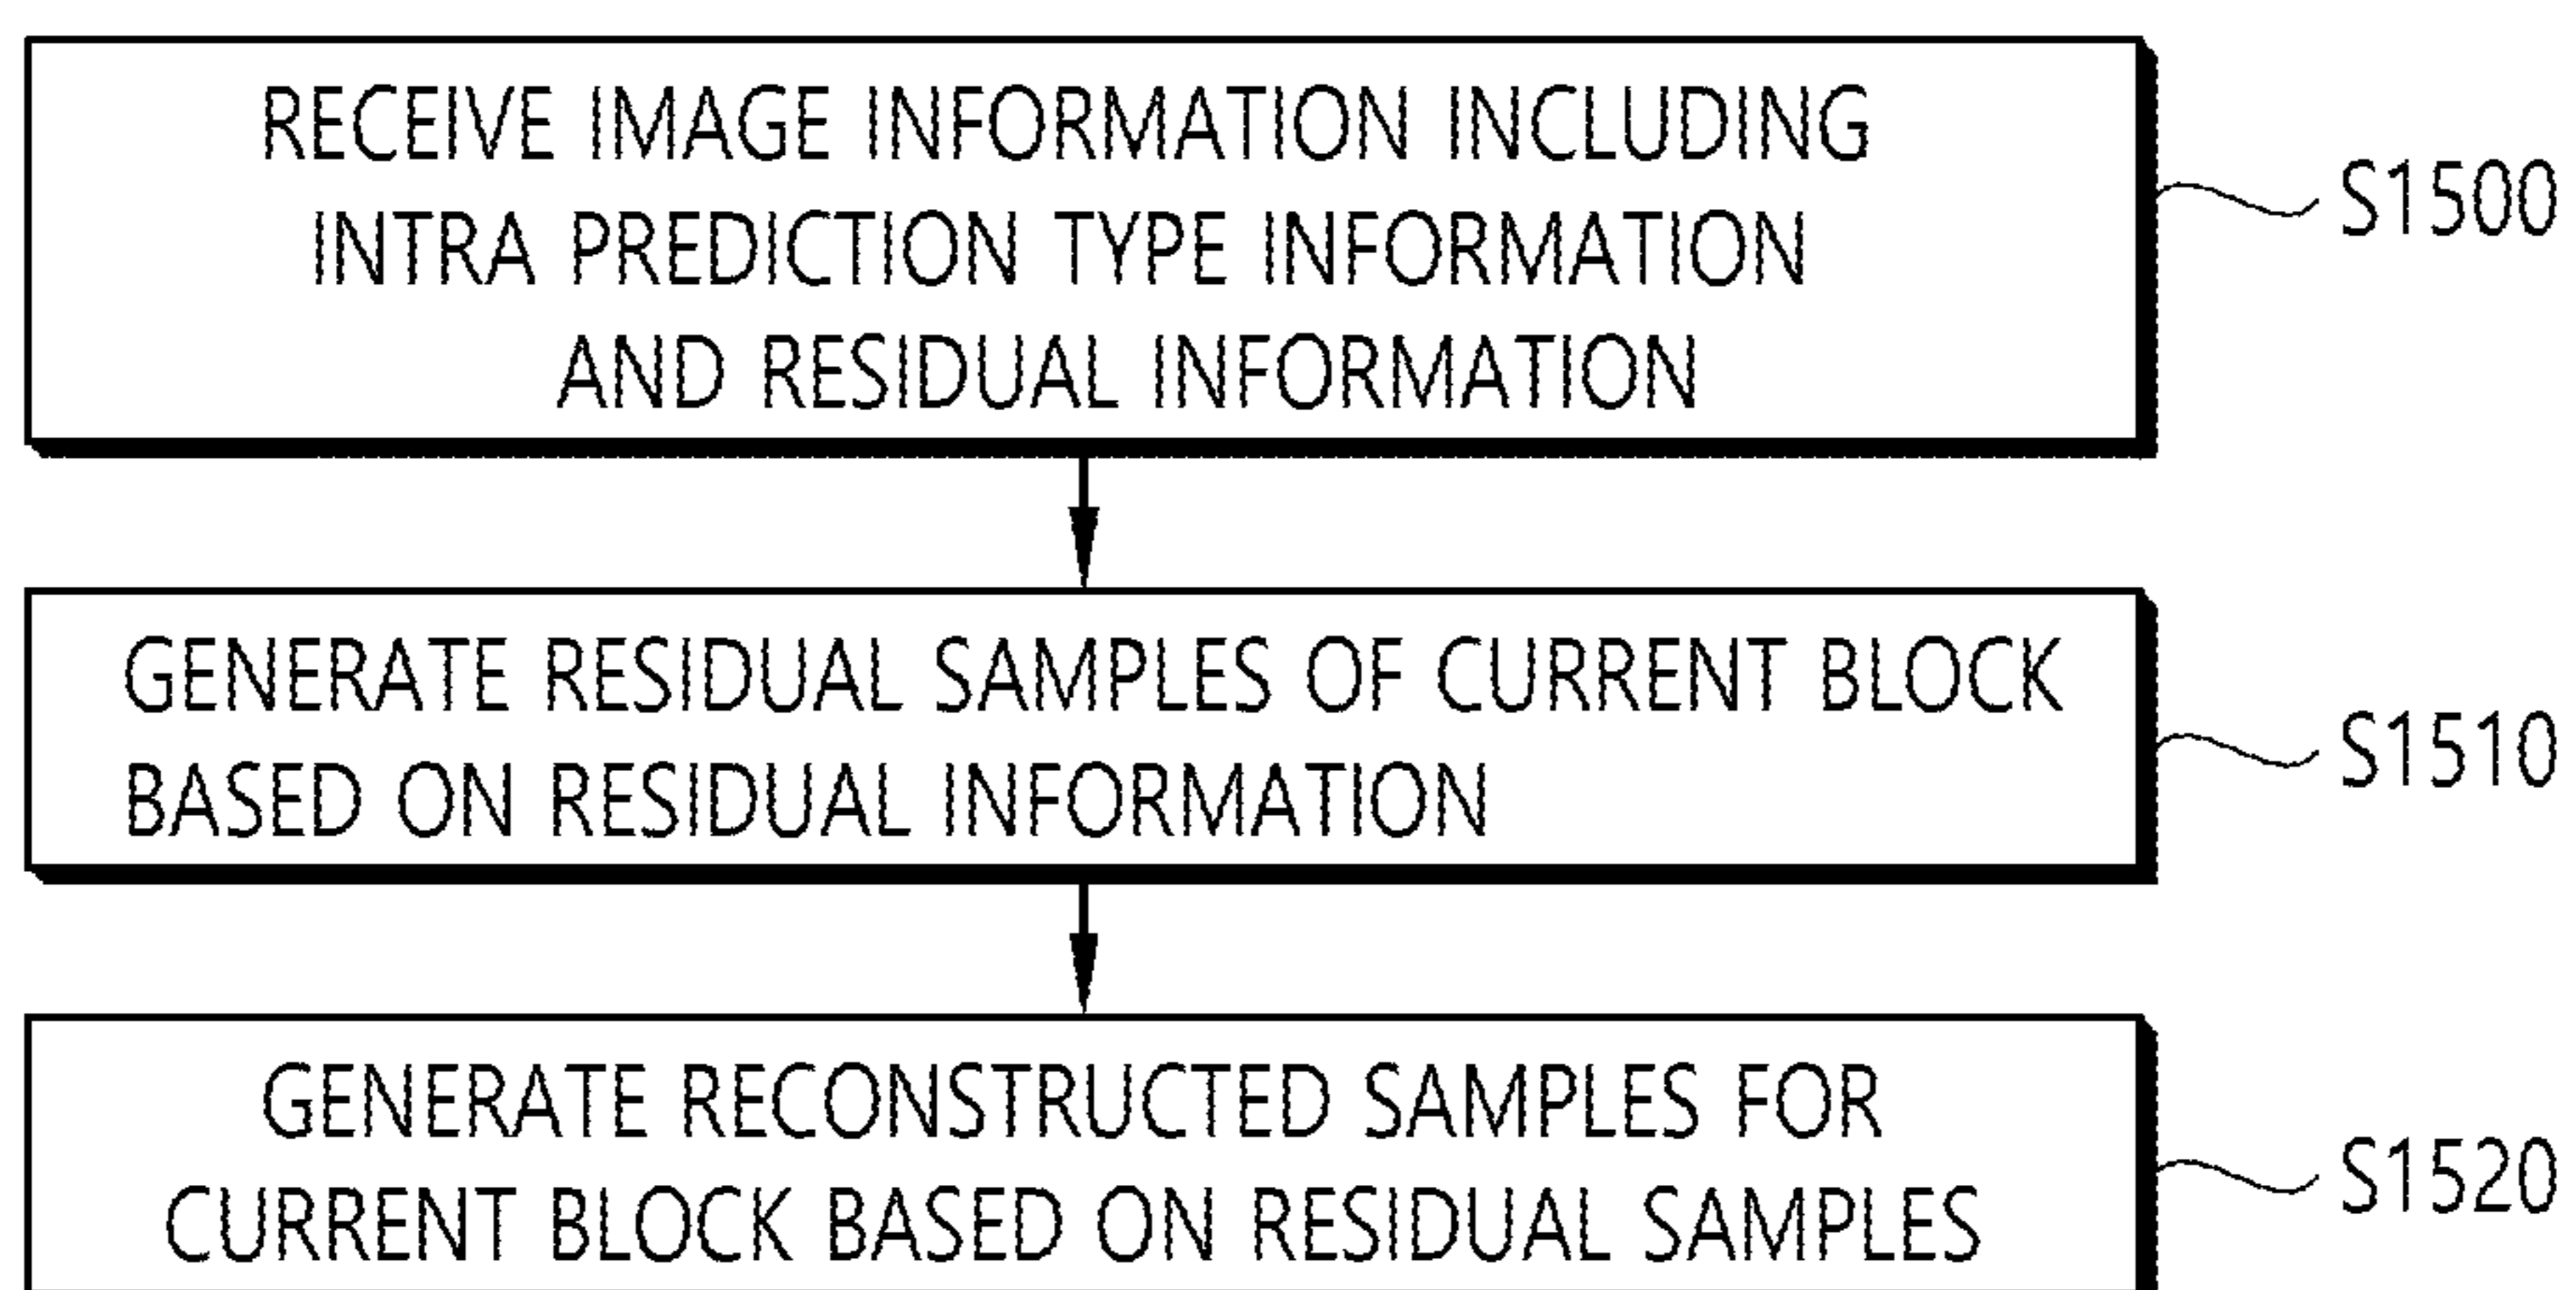 RECEIVE IMAGE INFORMATION INCLUDING
INTRA PREDICTION TYPE INFORMATION
AND RESIDUAL INFORMATION
S1500
GENERATE RESIDUAL SAMPLES OF CURRENT BLOCK
BASED ON RESIDUAL INFORMATION
S1510
GENERATE RECONSTRUCTED SAMPLES FOR
CURRENT BLOCK BASED ON RESIDUAL SAMPLES
S1520